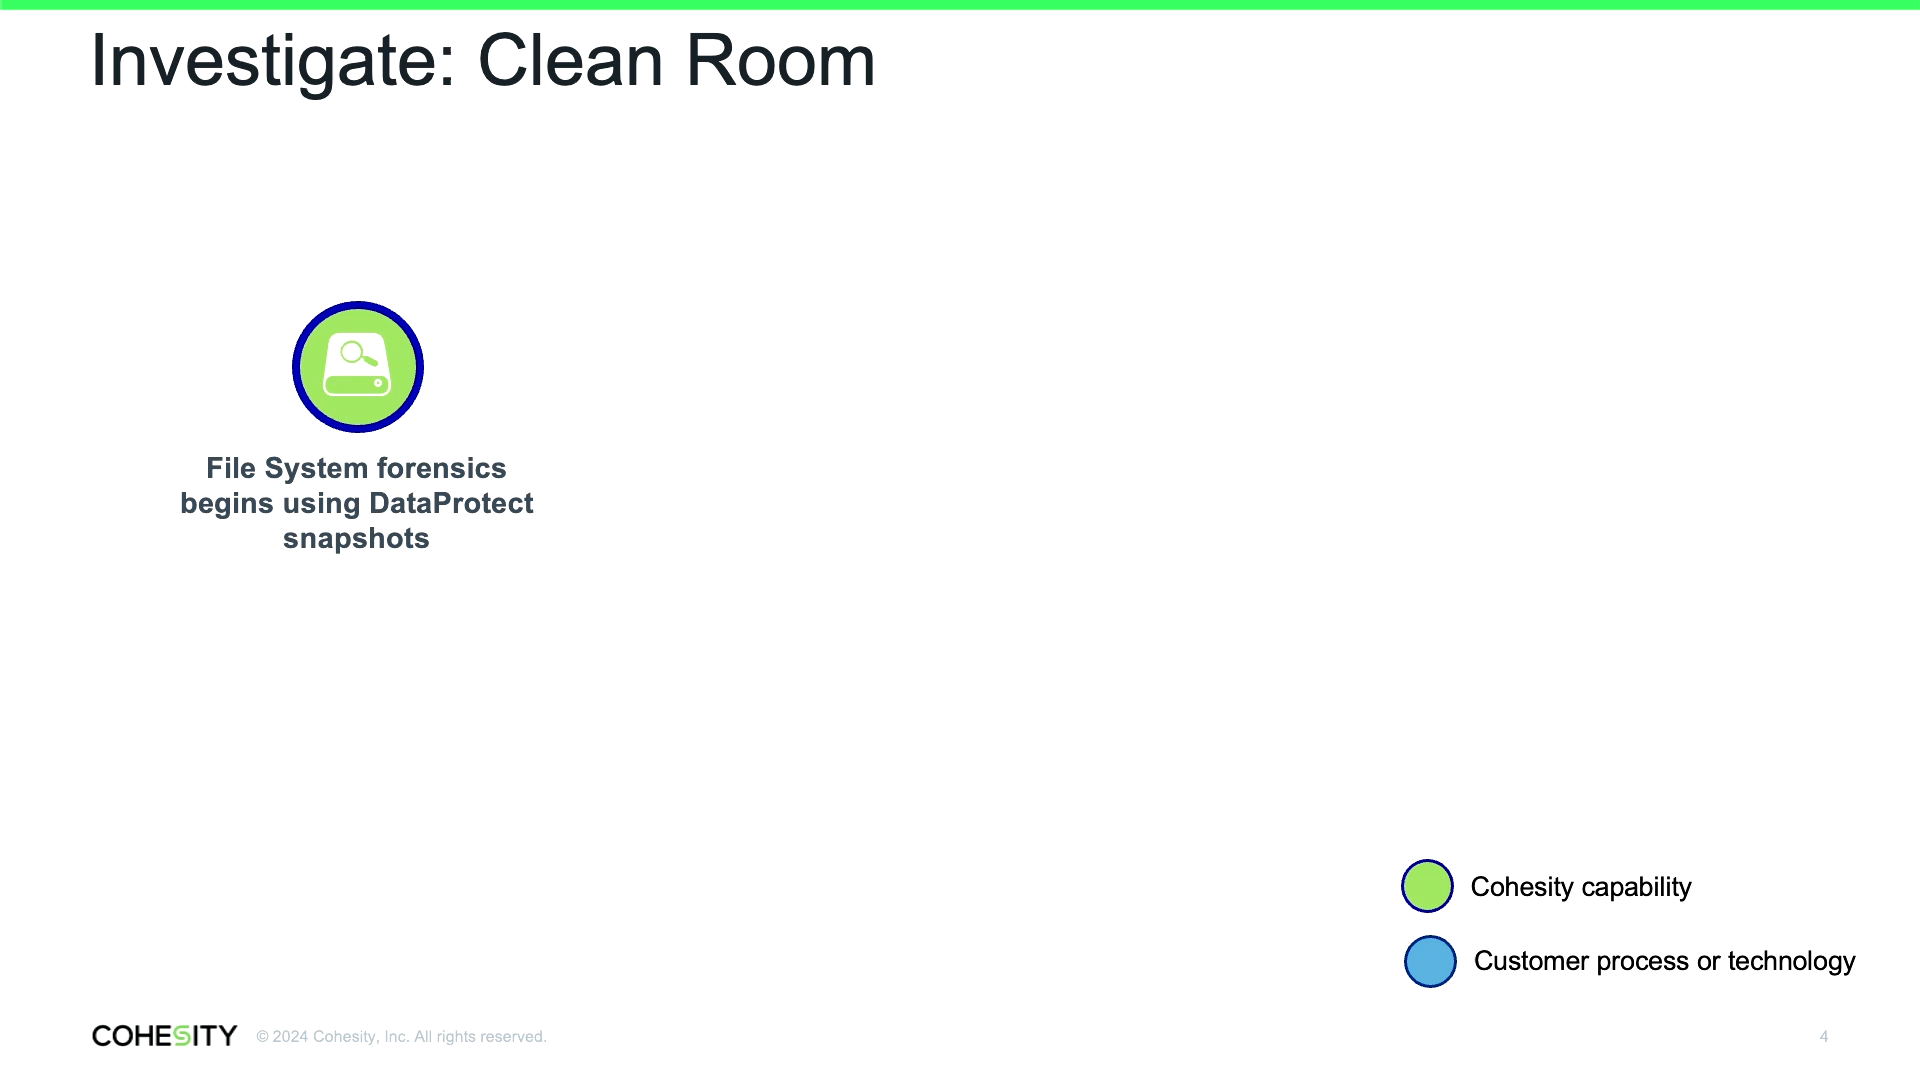 Investigate: Clean Room
File System forensics
begins using DataProtect
snapshots
Cohesity capability
Customer process or technology
COHESITY © 2024 Cohesity, Inc. All rights reserved.
4